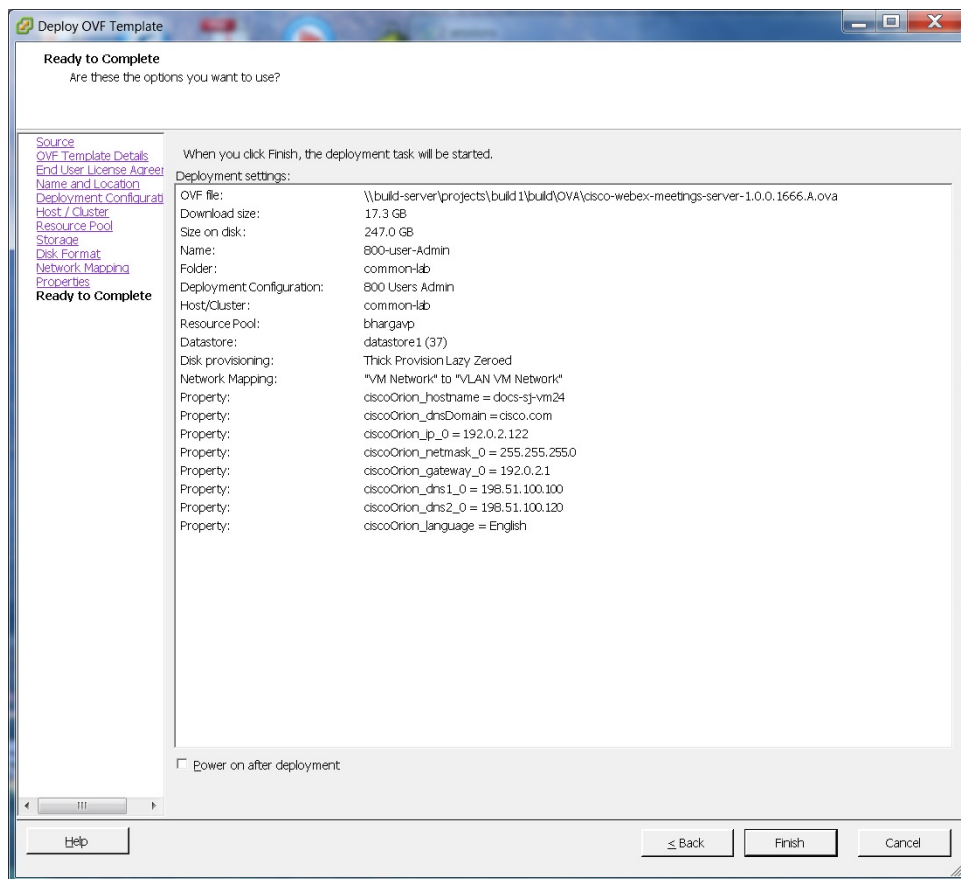 Deploy OVF Template
Ready to Complete
Are these the options you want to use?
Source
OVF Template Details
End User License Agreer
Name and Location
Deployment Configurati
Host / Cluster
Resource Pool
Storage
Disk Format
Network Mapping
Properties
Ready to Complete
When you click Finish, the deployment task will be started.
Deployment settings:
OVF file: \\build-server\projects\build1\build\OVA\cisco-webex-meetings-server-1.0.0.1666.A.ova
Download size: 17.3 GB
Size on disk: 247.0 GB
Name: 800-user-Admin
Folder: common-lab
Deployment Configuration: 800 Users Admin
Host/Cluster: common-lab
Resource Pool: bhargavp
Datastore: datastore1 (37)
Disk provisioning: Thick Provision Lazy Zeroed
Network Mapping: "VM Network" to "VLAN VM Network"
Property: ciscoOrion_hostname = docs-sj-vm24
Property: ciscoOrion_dnsDomain = cisco.com
Property: ciscoOrion_ip_0 = 192.0.2.122
Property: ciscoOrion_netmask_0 = 255.255.255.0
Property: ciscoOrion_gateway_0 = 192.0.2.1
Property: ciscoOrion_dns1_0 = 198.51.100.100
Property: ciscoOrion_dns2_0 = 198.51.100.120
Property: ciscoOrion_language = English
Power on after deployment
Help
< Back
Finish
Cancel